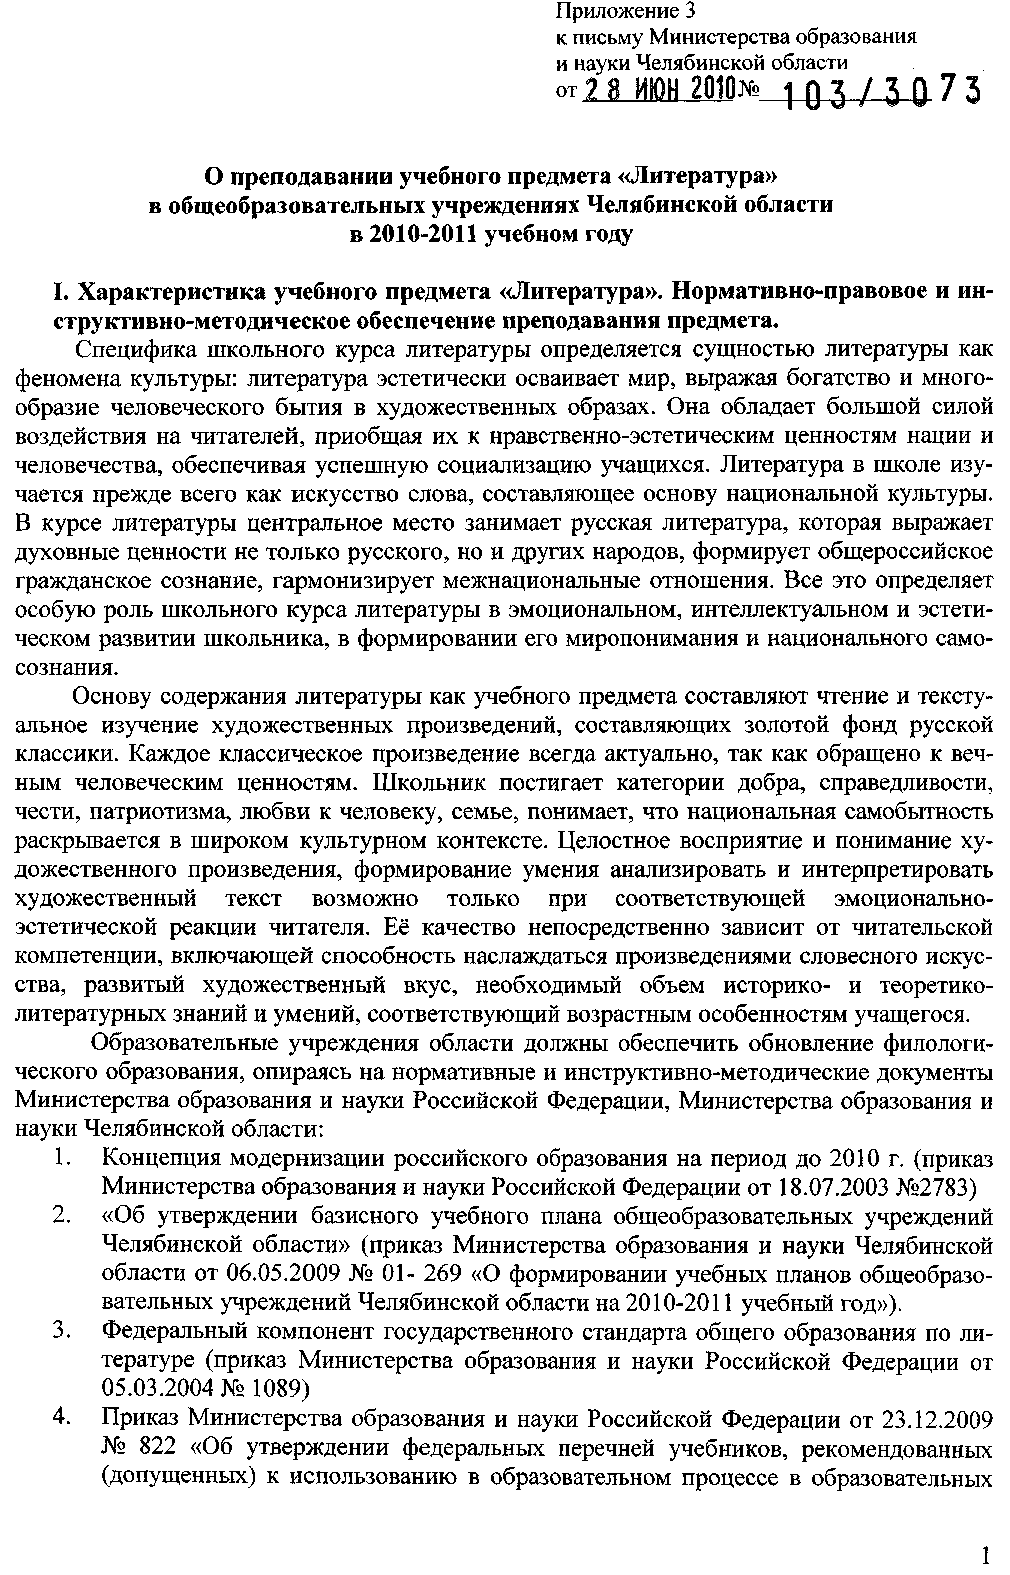 Приложение 3
к письму Министерства образования
и науки Челябинской области
от 28 ИЮН 2010№ 103/3073
О преподавании учебного предмета «Литература»
в общеобразовательных учреждениях Челябинской области
в 2010-2011 учебном году
I. Характеристика учебного предмета «Литература». Нормативно-правовое и ин-
структивно-методическое обеспечение преподавания предмета.
Специфика школьного курса литературы определяется сущностью литературы как
феномена культуры: литература эстетически осваивает мир, выражая богатство и много-
образие человеческого бытия в художественных образах. Она обладает большой силой
воздействия на читателей, приобщая их к нравственно-эстетическим ценностям нации и
человечества, обеспечивая успешную социализацию учащихся. Литература в школе изу-
чается прежде всего как искусство слова, составляющее основу национальной культуры.
В курсе литературы центральное место занимает русская литература, которая выражает
духовные ценности не только русского, но и других народов, формирует общероссийское
гражданское сознание, гармонизирует межнациональные отношения. Все это определяет
особую роль школьного курса литературы в эмоциональном, интеллектуальном и эстети-
ческом развитии школьника, в формировании его миропонимания и национального само-
сознания.
Основу содержания литературы как учебного предмета составляют чтение и тексту-
альное изучение художественных произведений, составляющих золотой фонд русской
классики. Каждое классическое произведение всегда актуально, так как обращено к веч-
ным человеческим ценностям. Школьник постигает категории добра, справедливости,
чести, патриотизма, любви к человеку, семье, понимает, что национальная самобытность
раскрывается в широком культурном контексте. Целостное восприятие и понимание ху-
дожественного произведения, формирование умения анализировать и интерпретировать
художественный текст возможно только при соответствующей эмоционально-
эстетической реакции читателя. Её качество непосредственно зависит от читательской
компетенции, включающей способность наслаждаться произведениями словесного искус-
ства, развитый художественный вкус, необходимый объем историко- и теоретико-
литературных знаний и умений, соответствующий возрастным особенностям учащегося.
Образовательные учреждения области должны обеспечить обновление филологи-
ческого образования, опираясь на нормативные и инструктивно-методические документы
Министерства образования и науки Российской Федерации, Министерства образования и
науки Челябинской области:
1. Концепция модернизации российского образования на период до 2010 г. (приказ
Министерства образования и науки Российской Федерации от 18.07.2003 №2783)
2. «Об утверждении базисного учебного плана общеобразовательных учреждений
Челябинской области» (приказ Министерства образования и науки Челябинской
области от 06.05.2009 № 01- 269 «О формировании учебных планов общеобразо-
вательных учреждений Челябинской области на 2010-2011 учебный год»).
3. Федеральный компонент государственного стандарта общего образования по ли-
тературе (приказ Министерства образования и науки Российской Федерации от
05.03.2004 № 1089)
4. Приказ Министерства образования и науки Российской Федерации от 23.12.2009
№ 822 «Об утверждении федеральных перечней учебников, рекомендованных
(допущенных) к использованию в образовательном процессе в образовательных
1